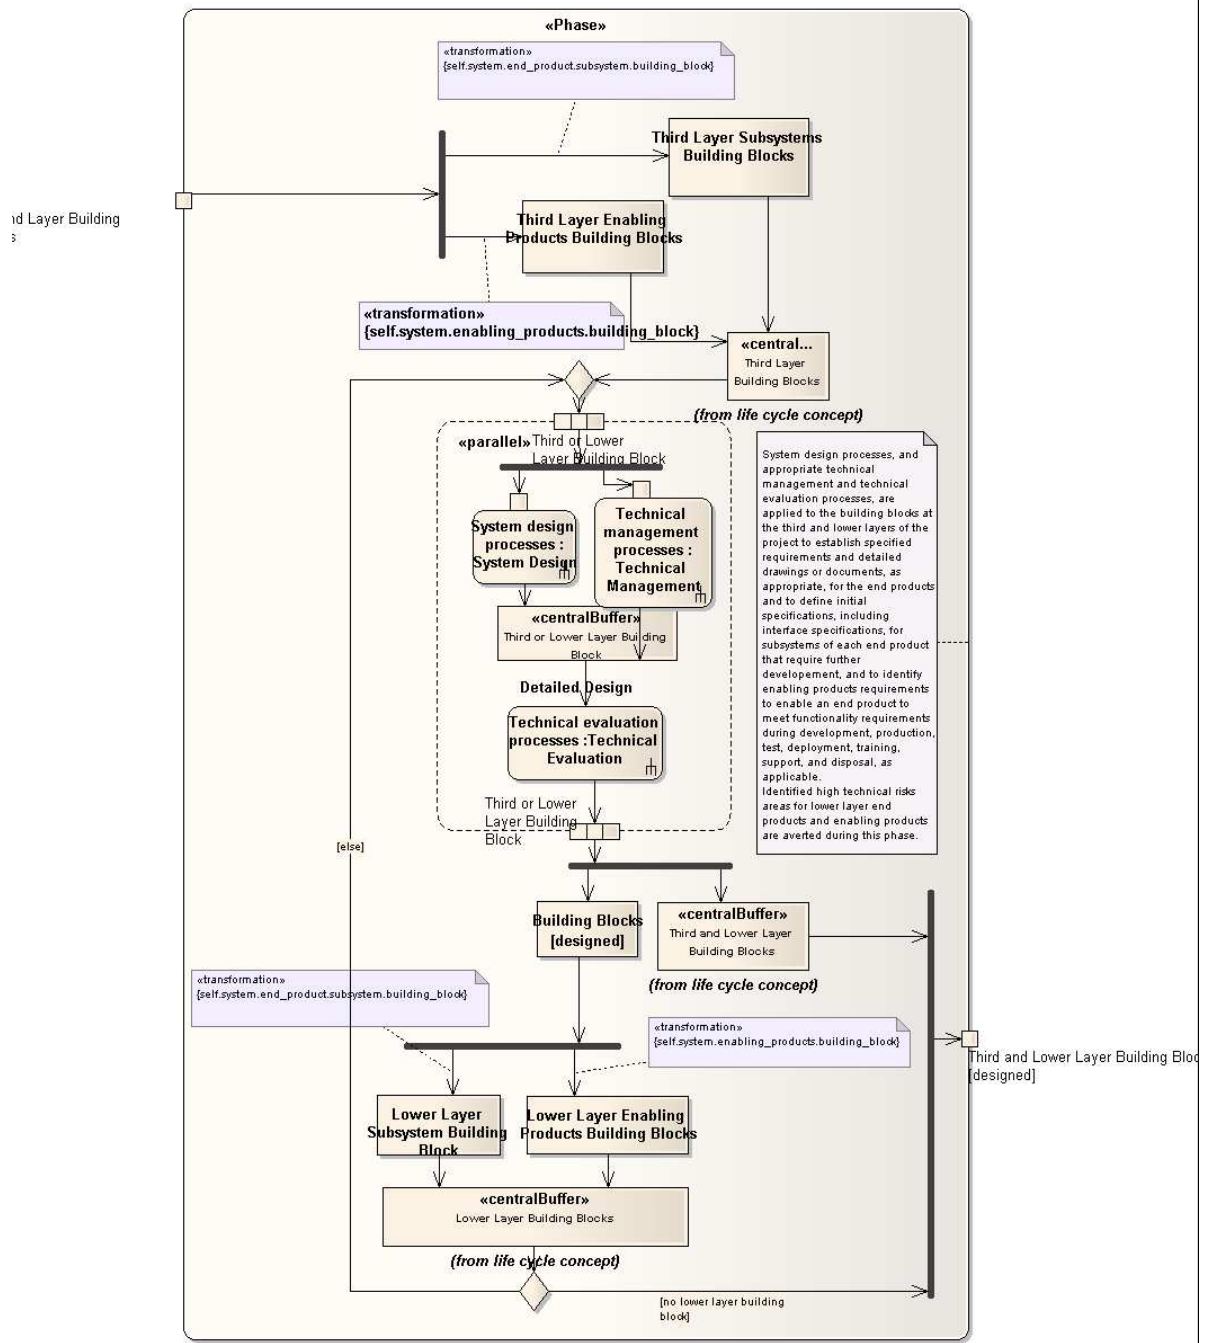 «Phase»
«transformation»
{self.system.end_product.subsystem.building_block}
Third Layer Subsystems
Building Blocks
nd Layer Building
s
Third Layer Enabling
Products Building Blocks
«transformation»
{self.system.enabling_products.building_block}
«central...
Third Layer
Building Blocks
(from life cycle concept)
«parallel»
Third or Lower
Layer Building Block
System design
processes :
System Design
Technical
management
processes :
Technical
Management
«centralBuffer»
Third or Lower Layer Building
Block
Detailed Design
Technical evaluation
processes :Technical
Evaluation
Third or Lower
Layer Building
Block
System design processes, and
appropriate technical
management and technical
evaluation processes, are
applied to the building blocks at
the third and lower layers of the
project to establish specified
requirements and detailed
drawings or documents, as
appropriate, for the end products
and to define initial
specifications, including
interface specifications, for
subsystems of each end product
that require further
developement, and to identify
enabling products requirements
to enable an end product to
meet functionality requirements
during development, production,
test, deployment, training,
support, and disposal, as
applicable.
Identified high technical risks
areas for lower layer end
products and enabling products
are averted during this phase.
[else]
Building Blocks
[designed]
«centralBuffer»
Third and Lower Layer
Building Blocks
(from life cycle concept)
«transformation»
{self.system.end_product.subsystem.building_block}
«transformation»
{self.system.enabling_products.building_block}
Third and Lower Layer Building Bloc
[designed]
Lower Layer
Subsystem Building
Block
Lower Layer Enabling
Products Building Blocks
«centralBuffer»
Lower Layer Building Blocks
(from life cycle concept)
[no lower layer building
block]